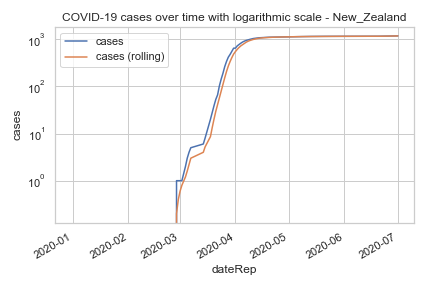 COVID-19 cases over time with logarithmic scale - New_Zealand
cases
cases (rolling)
10³
10²
10¹
10⁰
cases
2020-01
2020-02
2020-03
2020-04
2020-05
2020-06
2020-07
dateRep